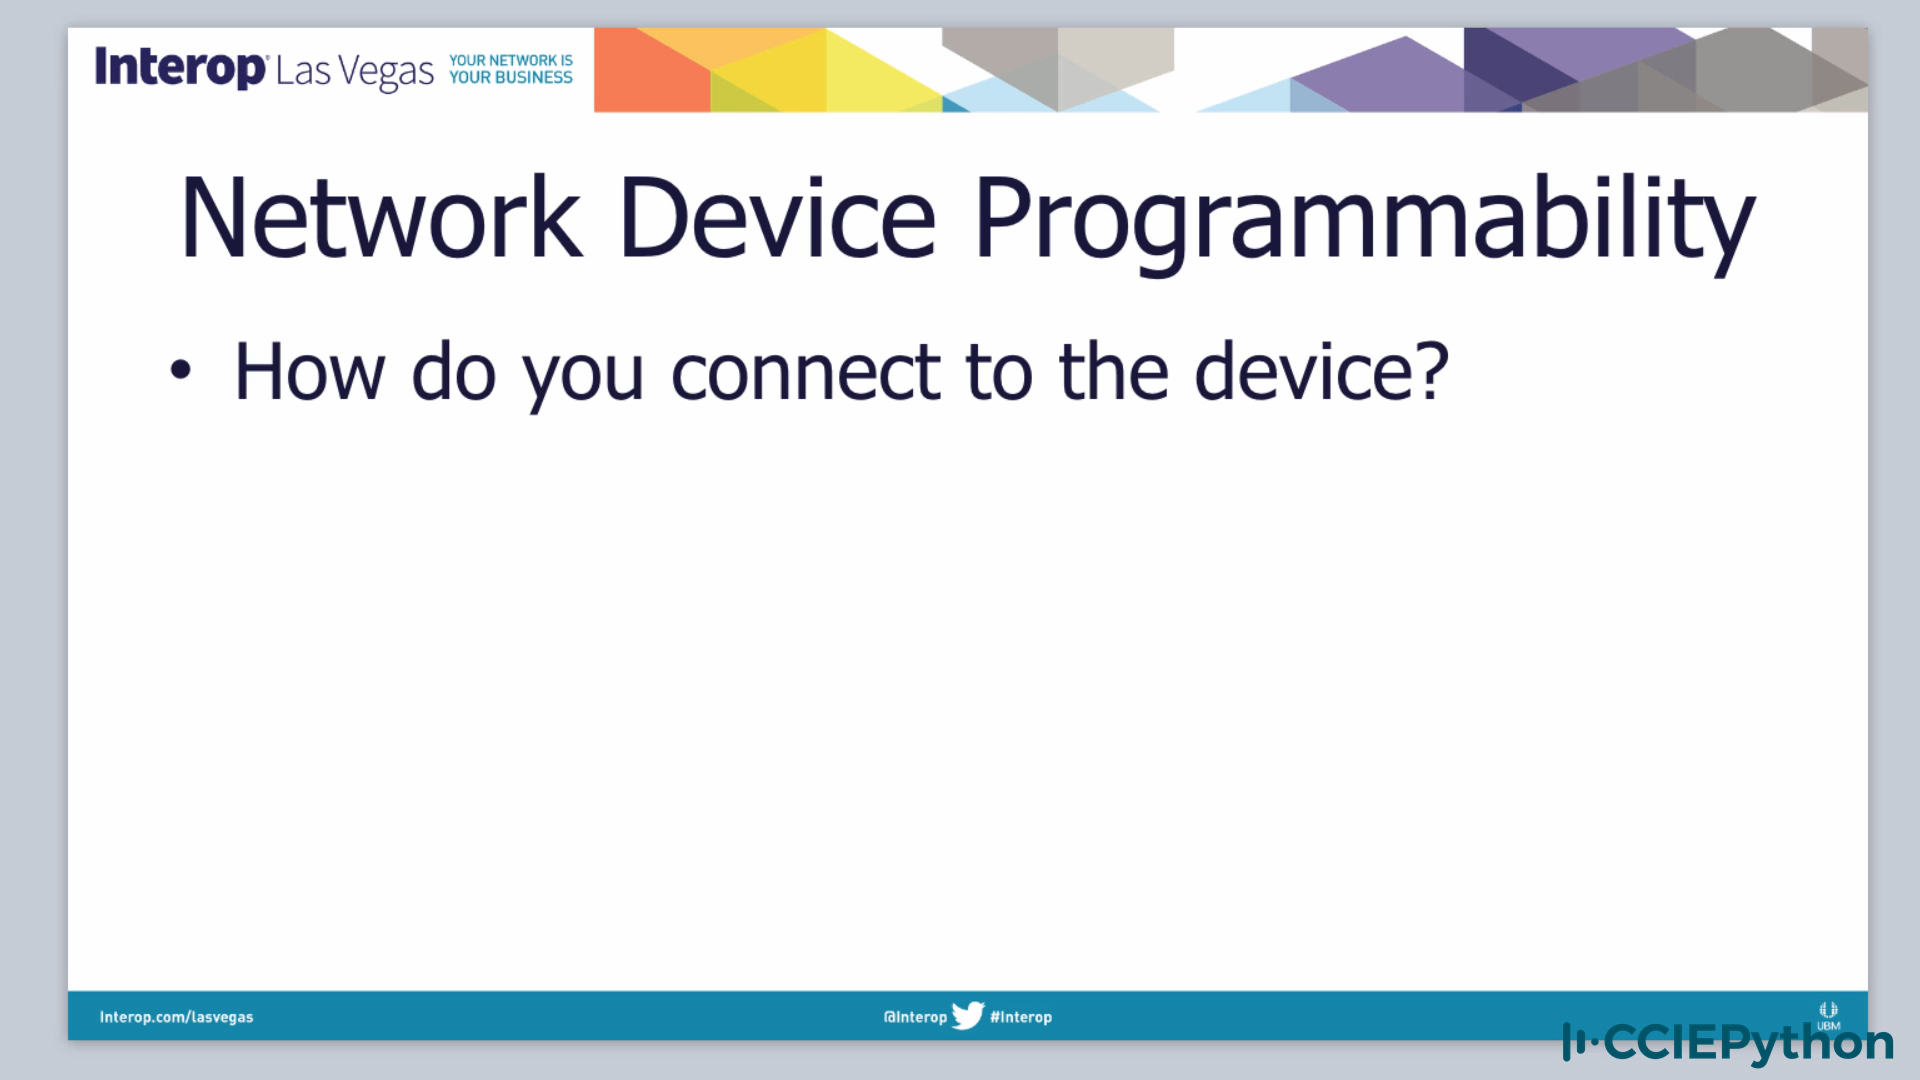 Interop Las Vegas
YOUR NETWORK IS
YOUR BUSINESS
Network Device Programmability
• How do you connect to the device?
Interop.com/lasvegas
@Interop #Interop
UBM
CCIEPython